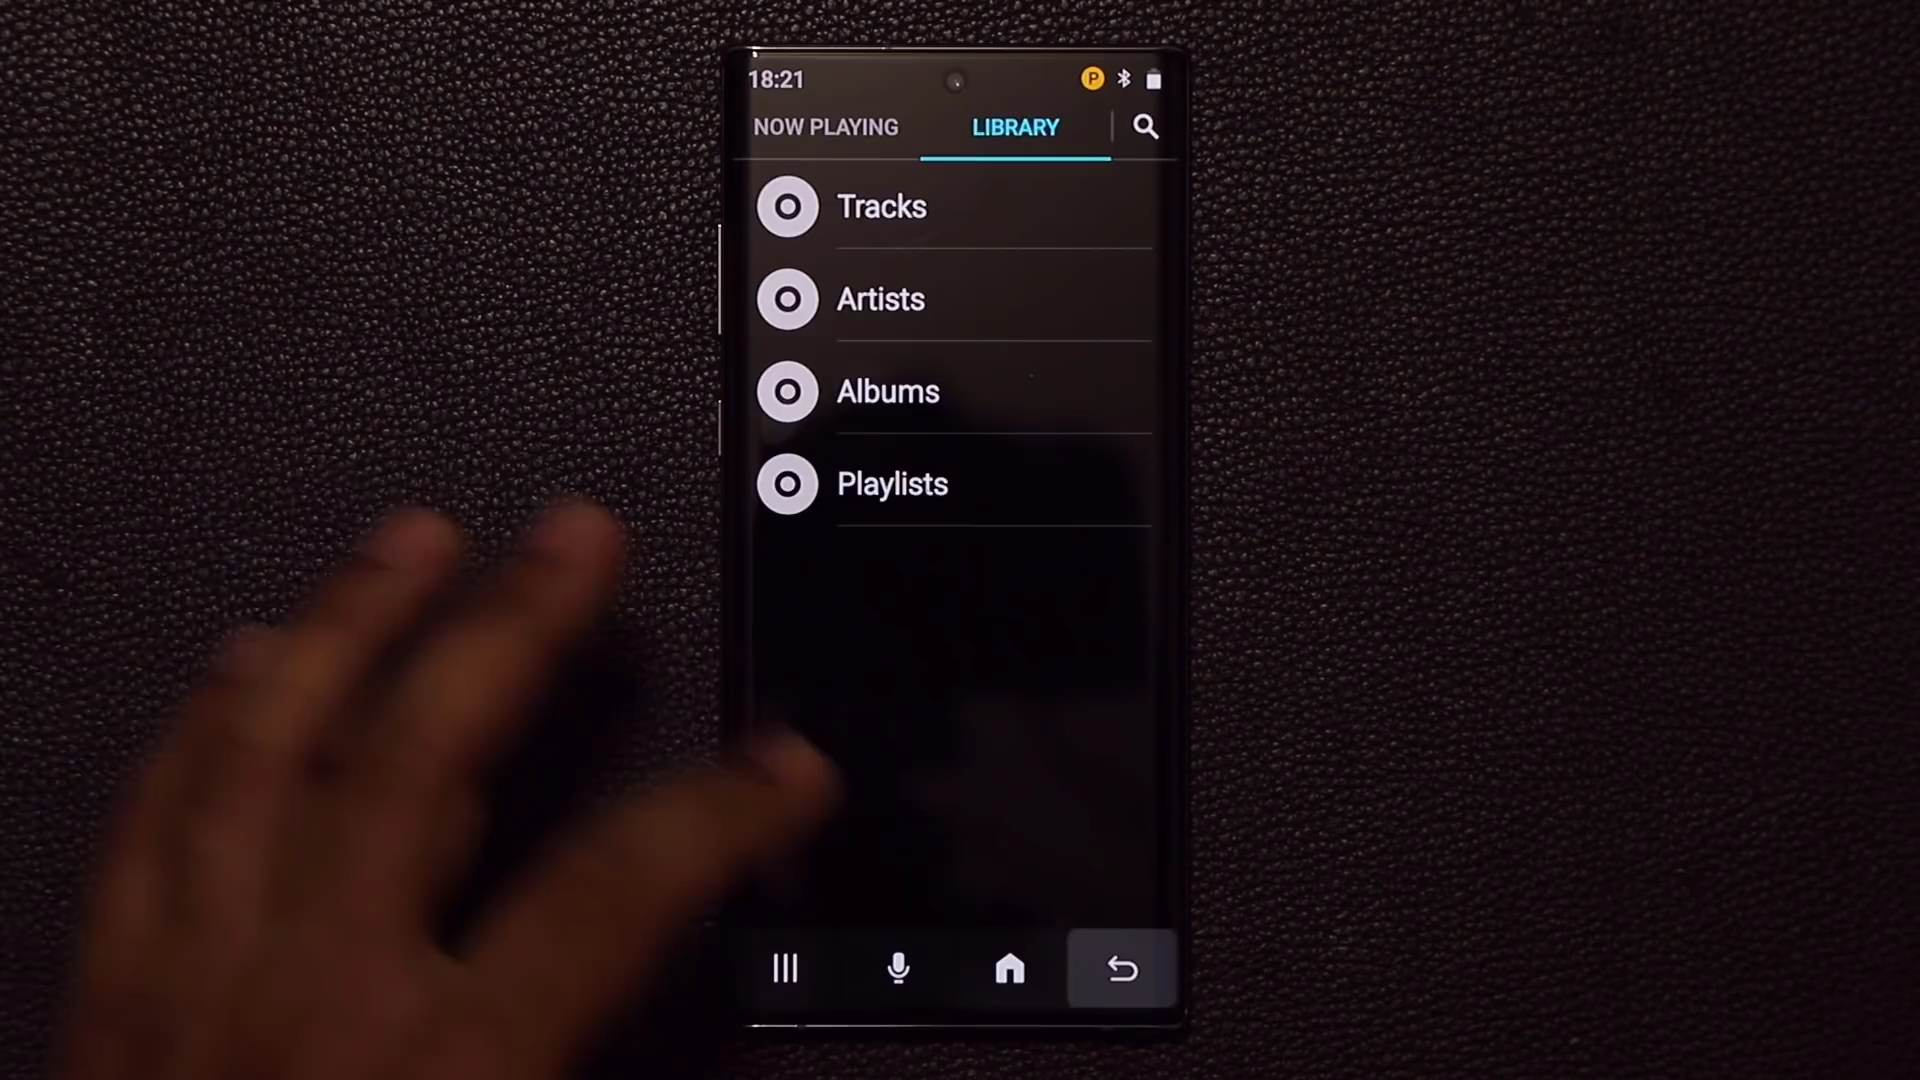 18:21 P
NOW PLAYING LIBRARY
Tracks
Artists
Albums
Playlists